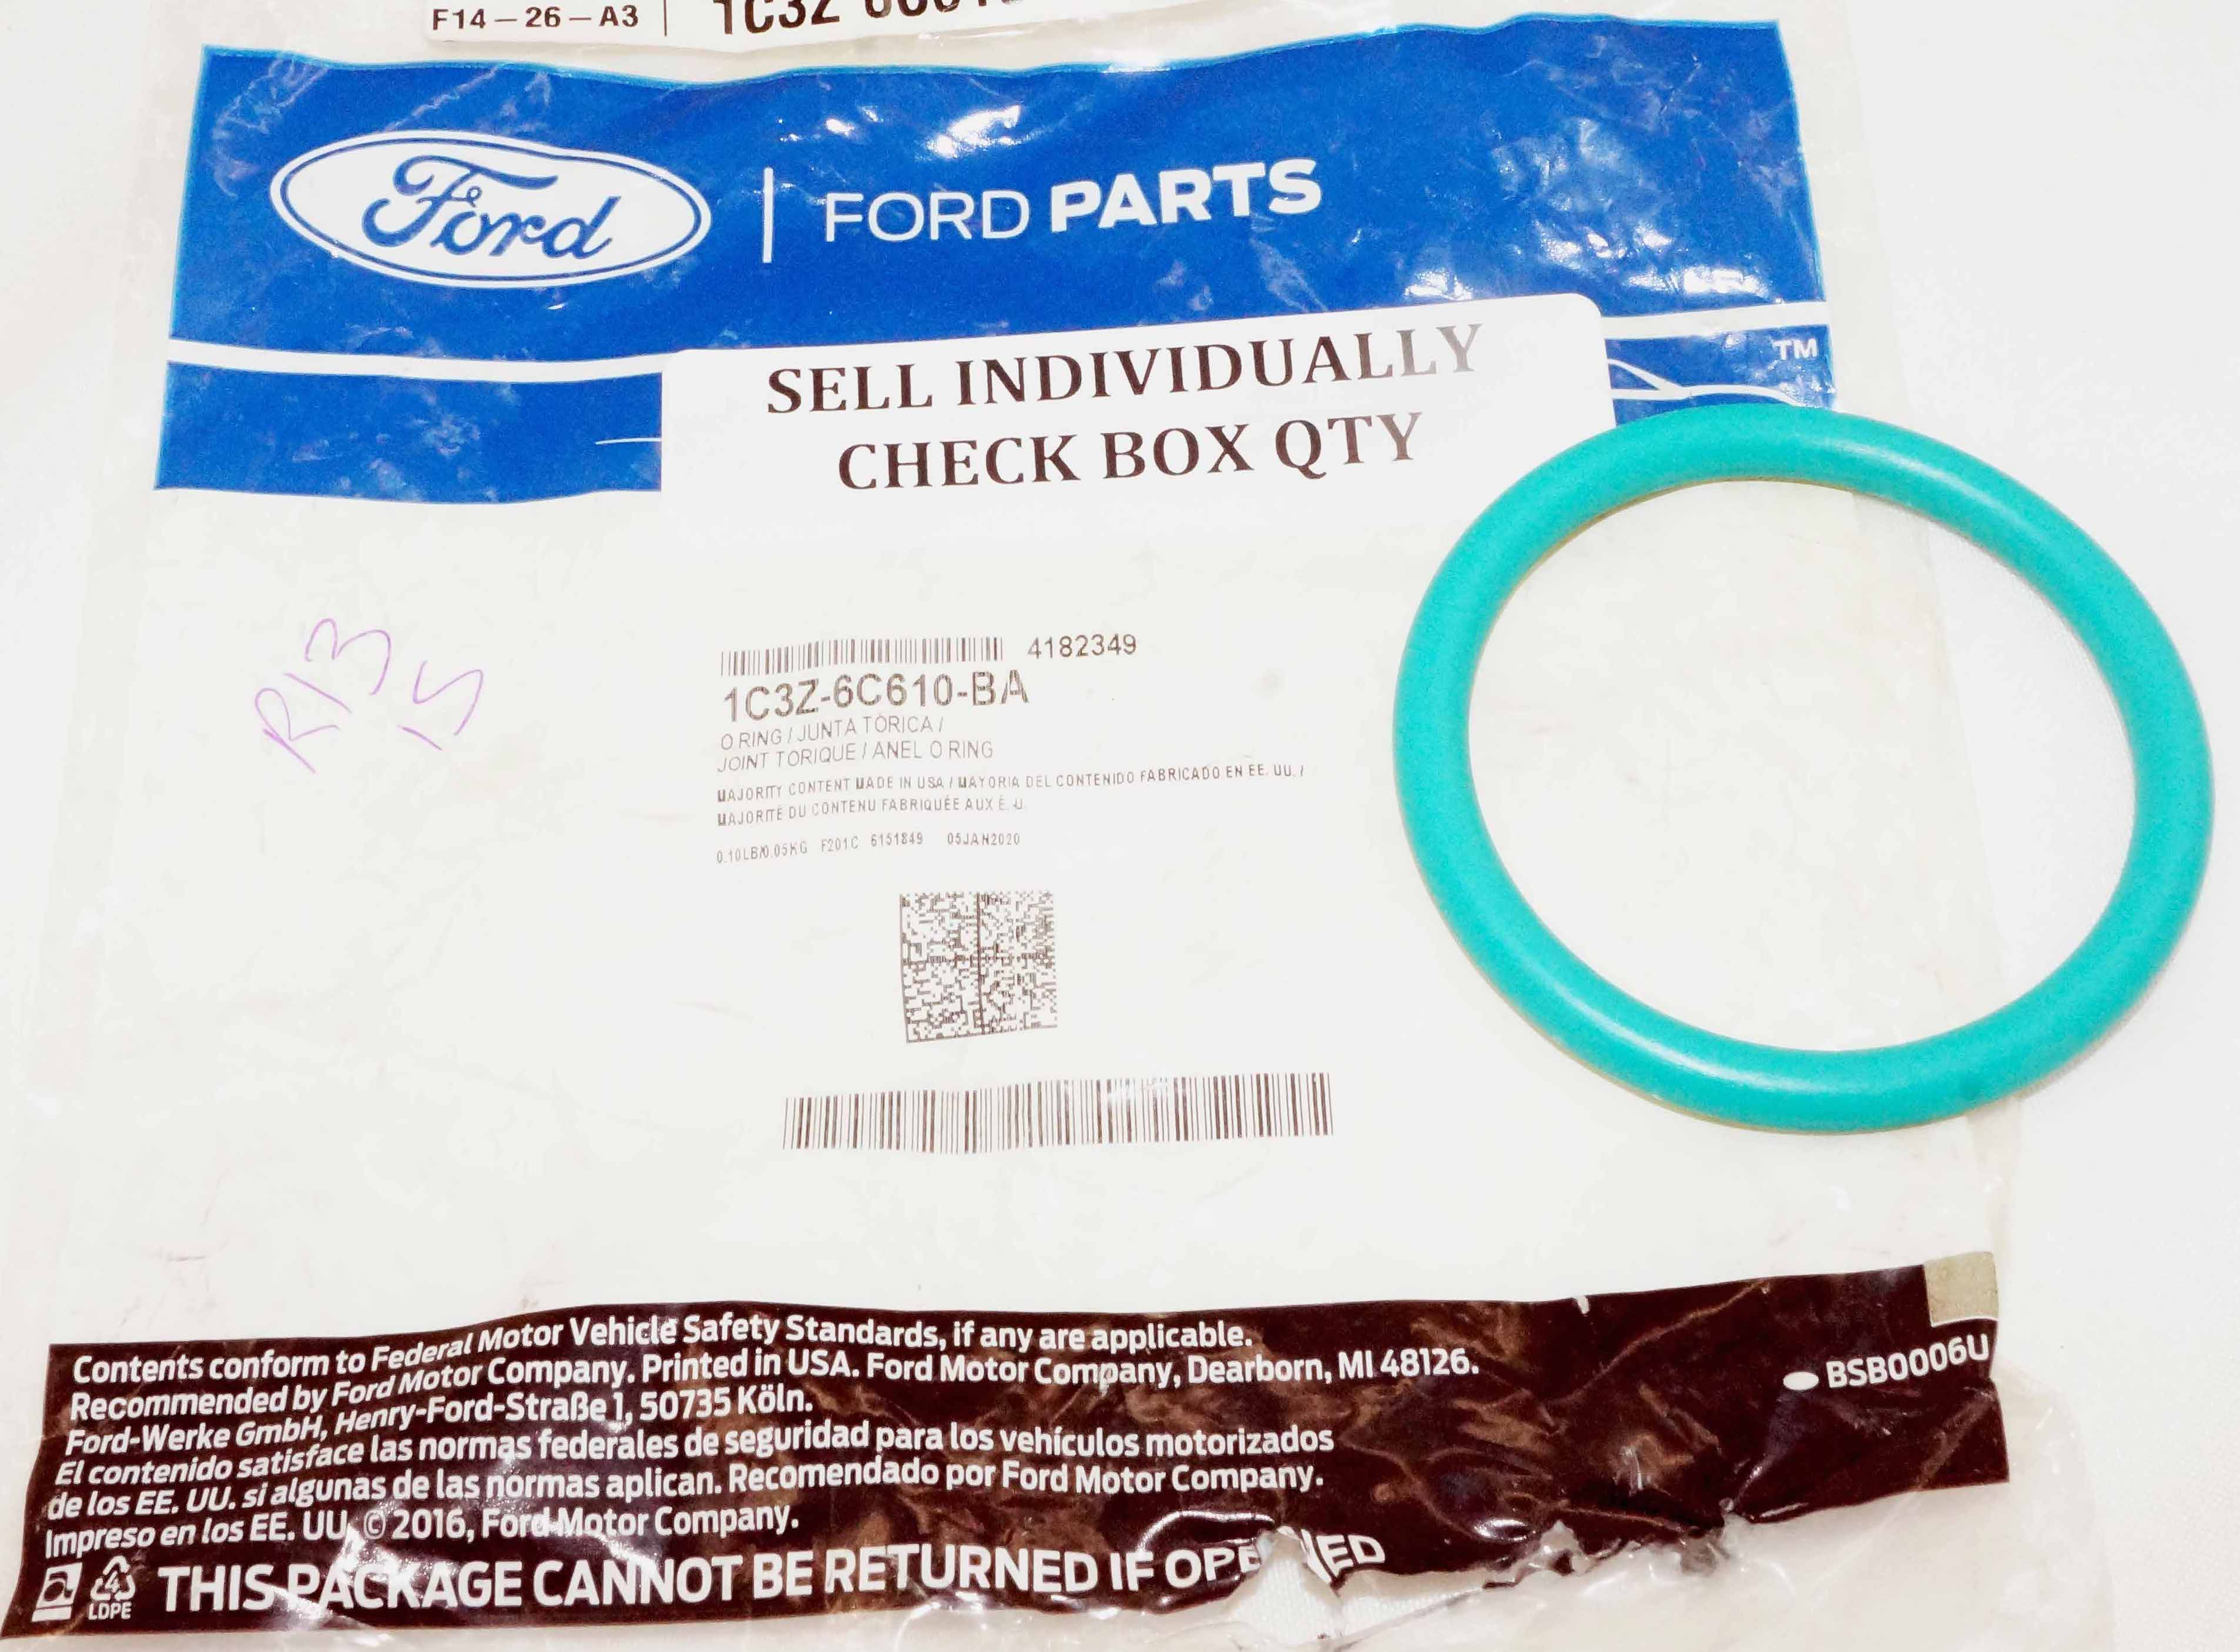 F14-26-A3 | 1C3Z
Ford | FORD PARTS
TM
SELL INDIVIDUALLY
CHECK BOX QTY
R13
15
4182349
1C3Z-6C610-BA
O RING / JUNTA TÓRICA /
JOINT TORIQUE / ANEL O RING
MAJORITY CONTENT MADE IN USA / MAYORIA DEL CONTENIDO FABRICADO EN EE. UU. /
MAJORITÉ DU CONTENU FABRIQUÉE AUX É. U.
0.10LB/0.05KG F201C 6151849 05JAN2020
Contents conform to Federal Motor Vehicle Safety Standards, if any are applicable.
Recommended by Ford Motor Company. Printed in USA. Ford Motor Company, Dearborn, MI 48126.
Ford-Werke GmbH, Henry-Ford-Straße 1, 50735 Köln.
El contenido satisface las normas federales de seguridad para los vehículos motorizados
de los EE. UU. si algunas de las normas aplican. Recomendado por Ford Motor Company.
Impreso en los EE. UU. © 2016, Ford Motor Company.
BSB0006U
4
LDPE
THIS PACKAGE CANNOT BE RETURNED IF OPENED